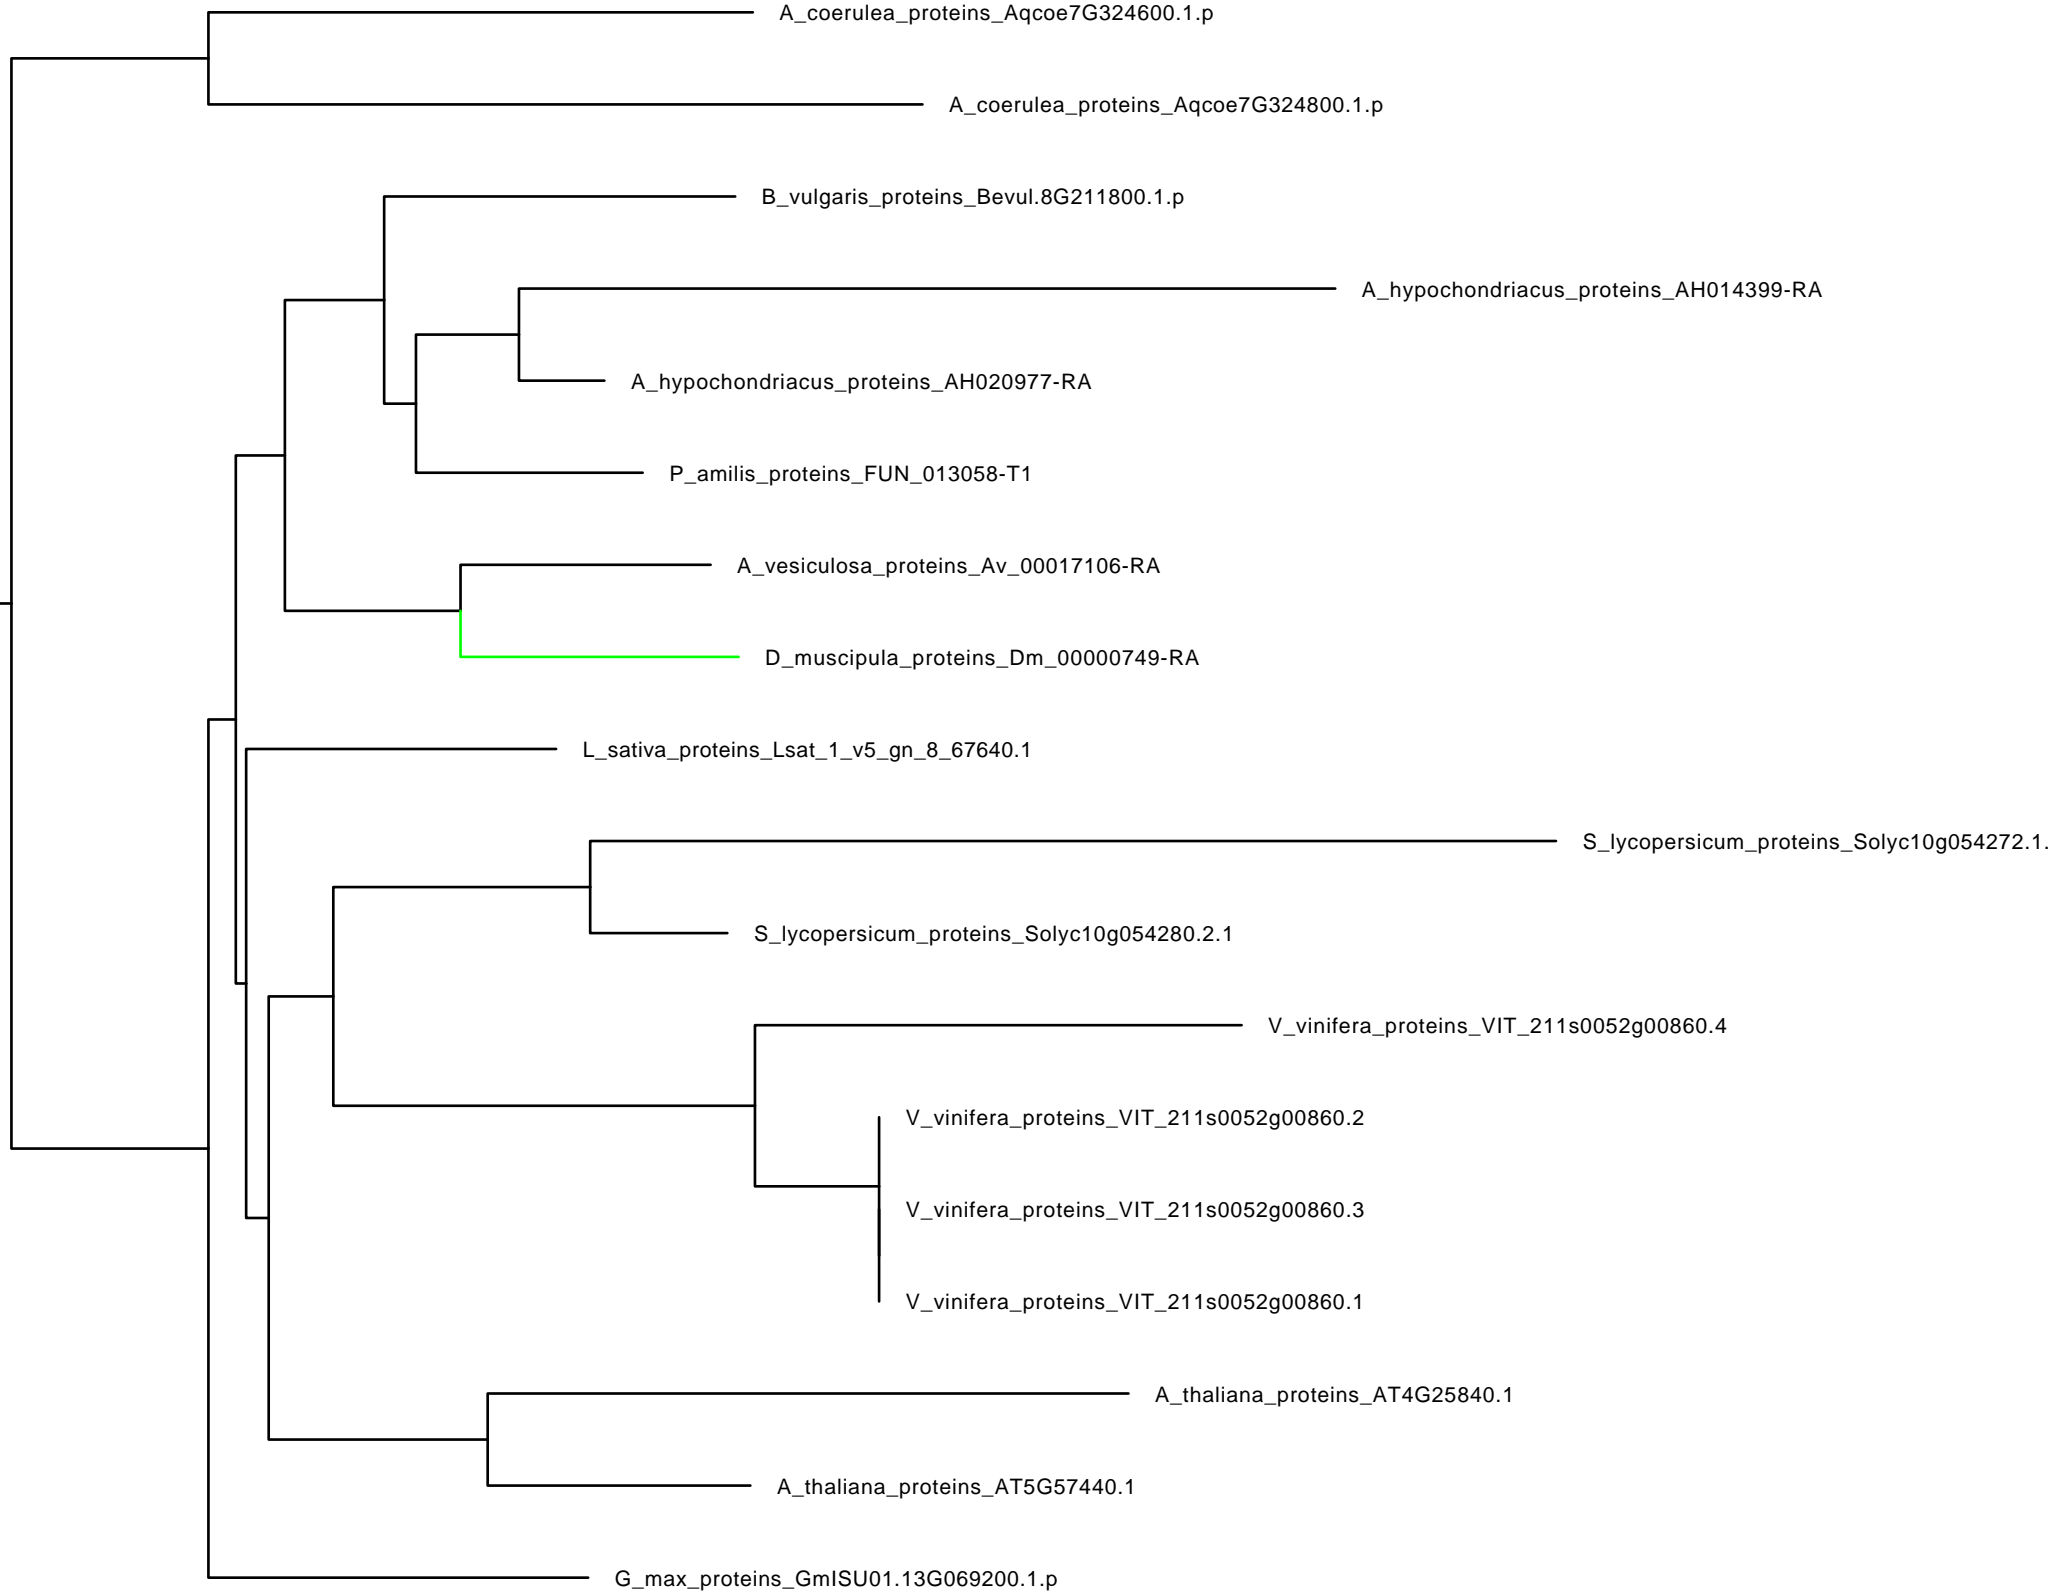 A_coerulea_proteins_Aqcoe7G324600.1.p
A_coerulea_proteins_Aqcoe7G324800.1.p
B_vulgaris_proteins_Bevul.8G211800.1.p
A_hypochondriacus_proteins_AH014399-RA
A_hypochondriacus_proteins_AH020977-RA
P_amilis_proteins_FUN_013058-T1
A_vesiculosa_proteins_Av_00017106-RA
D_muscipula_proteins_Dm_00000749-RA
L_sativa_proteins_Lsat_1_v5_gn_8_67640.1
S_lycopersicum_proteins_Solyc10g054272.1.
S_lycopersicum_proteins_Solyc10g054280.2.1
V_vinifera_proteins_VIT_211s0052g00860.4
V_vinifera_proteins_VIT_211s0052g00860.2
V_vinifera_proteins_VIT_211s0052g00860.3
V_vinifera_proteins_VIT_211s0052g00860.1
A_thaliana_proteins_AT4G25840.1
A_thaliana_proteins_AT5G57440.1
G_max_proteins_GmISU01.13G069200.1.p